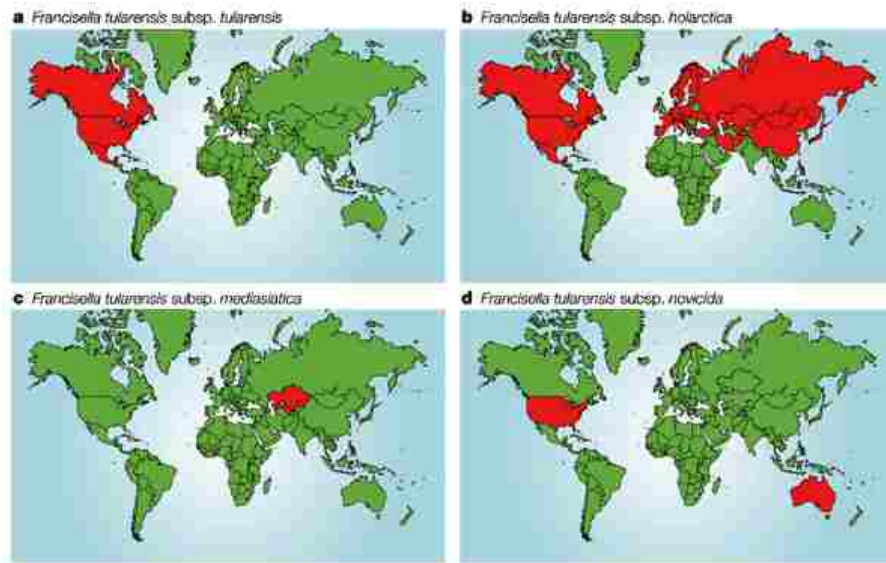 a Francisella tularensis subsp. tularensis
b Francisella tularensis subsp. holarctica
c Francisella tularensis subsp. mediasiatica
d Francisella tularensis subsp. novicida